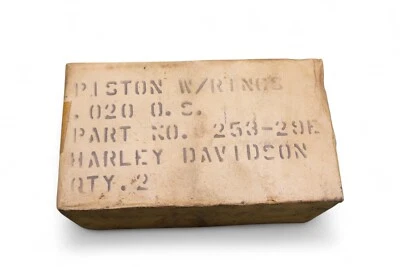 PISTON W/RINGS
.020 O.S.
PART NO. 253-29E
HARLEY DAVIDSON
QTY. 2